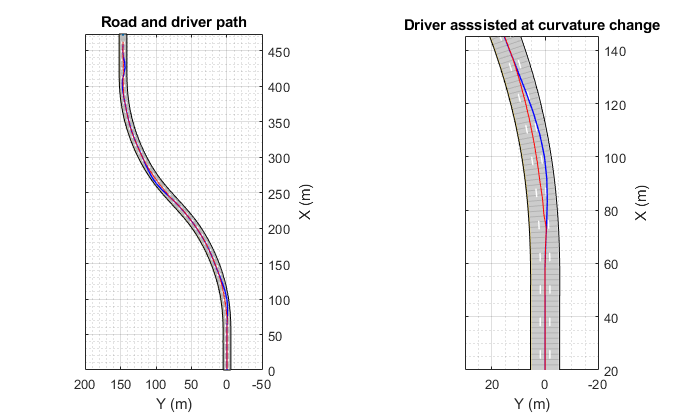 Road and driver path
450
400
350
300
250
200
150
100
50
0
X (m)
200 150 100 50 0 -50
Y (m)
Driver asssisted at curvature change
140
120
100
80
60
40
20
X (m)
20 0 -20
Y (m)